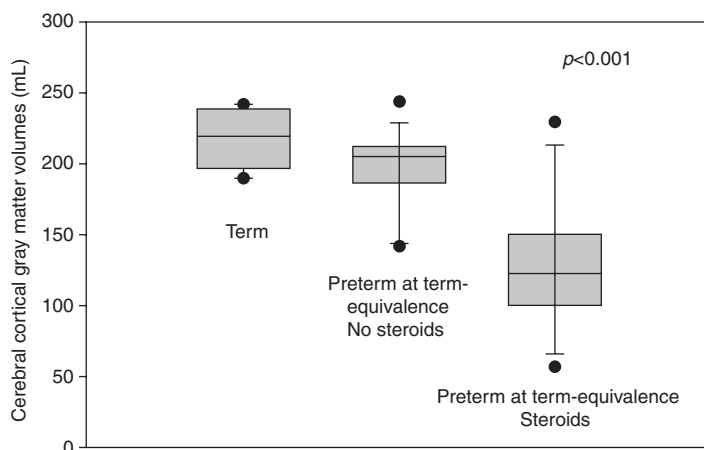 300
250
200
150
100
50
0
Cerebral cortical gray matter volumes (mL)
p<0.001
Term
Preterm at term-
equivalence
No steroids
Preterm at term-equivalence
Steroids